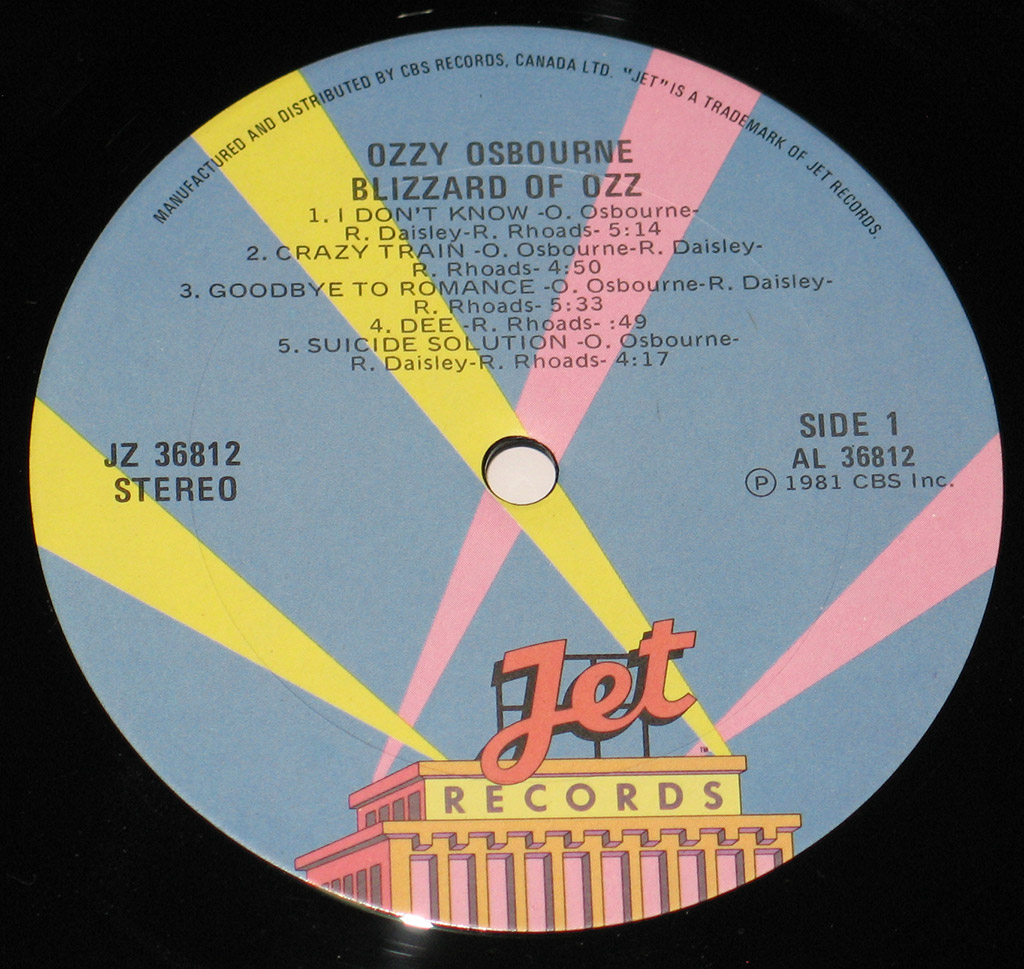 MANUFACTURED AND DISTRIBUTED BY CBS RECORDS, CANADA LTD. "JET" IS A TRADEMARK OF JET RECORDS.
OZZY OSBOURNE
BLIZZARD OF OZZ
1. I DON'T KNOW -O. Osbourne-
R. Daisley-R. Rhoads- 5:14
2. CRAZY TRAIN -O. Osbourne-R. Daisley-
R. Rhoads- 4:50
3. GOODBYE TO ROMANCE -O. Osbourne-R. Daisley-
R. Rhoads- 5:33
4. DEE -R. Rhoads- :49
5. SUICIDE SOLUTION -O. Osbourne-
R. Daisley-R. Rhoads- 4:17
JZ 36812
STEREO
SIDE 1
AL 36812
Ⓟ 1981 CBS Inc.
Jet
TM
RECORDS